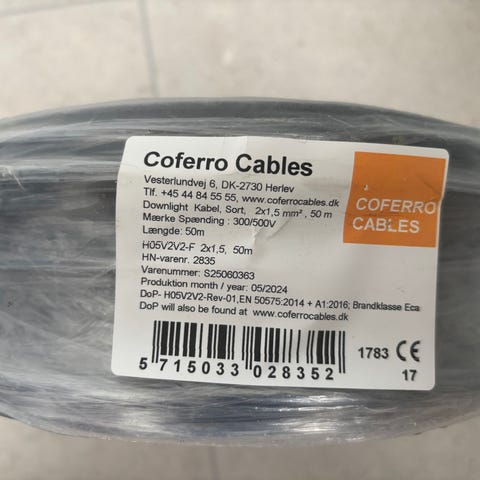 Coferro Cables
Vesterlundvej 6, DK-2730 Herlev
Tlf. +45 44 84 55 55, www.coferrocables.dk
Downlight Kabel, Sort, 2x1,5 mm², 50 m
Mærke Spænding : 300/500V
Længde: 50m
H05V2V2-F 2x1,5, 50m
HN-varenr. 2835
Varenummer: S25060363
Produktion month / year: 05/2024
DoP- H05V2V2-Rev-01,EN 50575:2014 + A1:2016; Brandklasse Eca
DoP will also be found at www.coferrocables.dk
COFERRO
CABLES
5 715033 028352
1783 CE
17